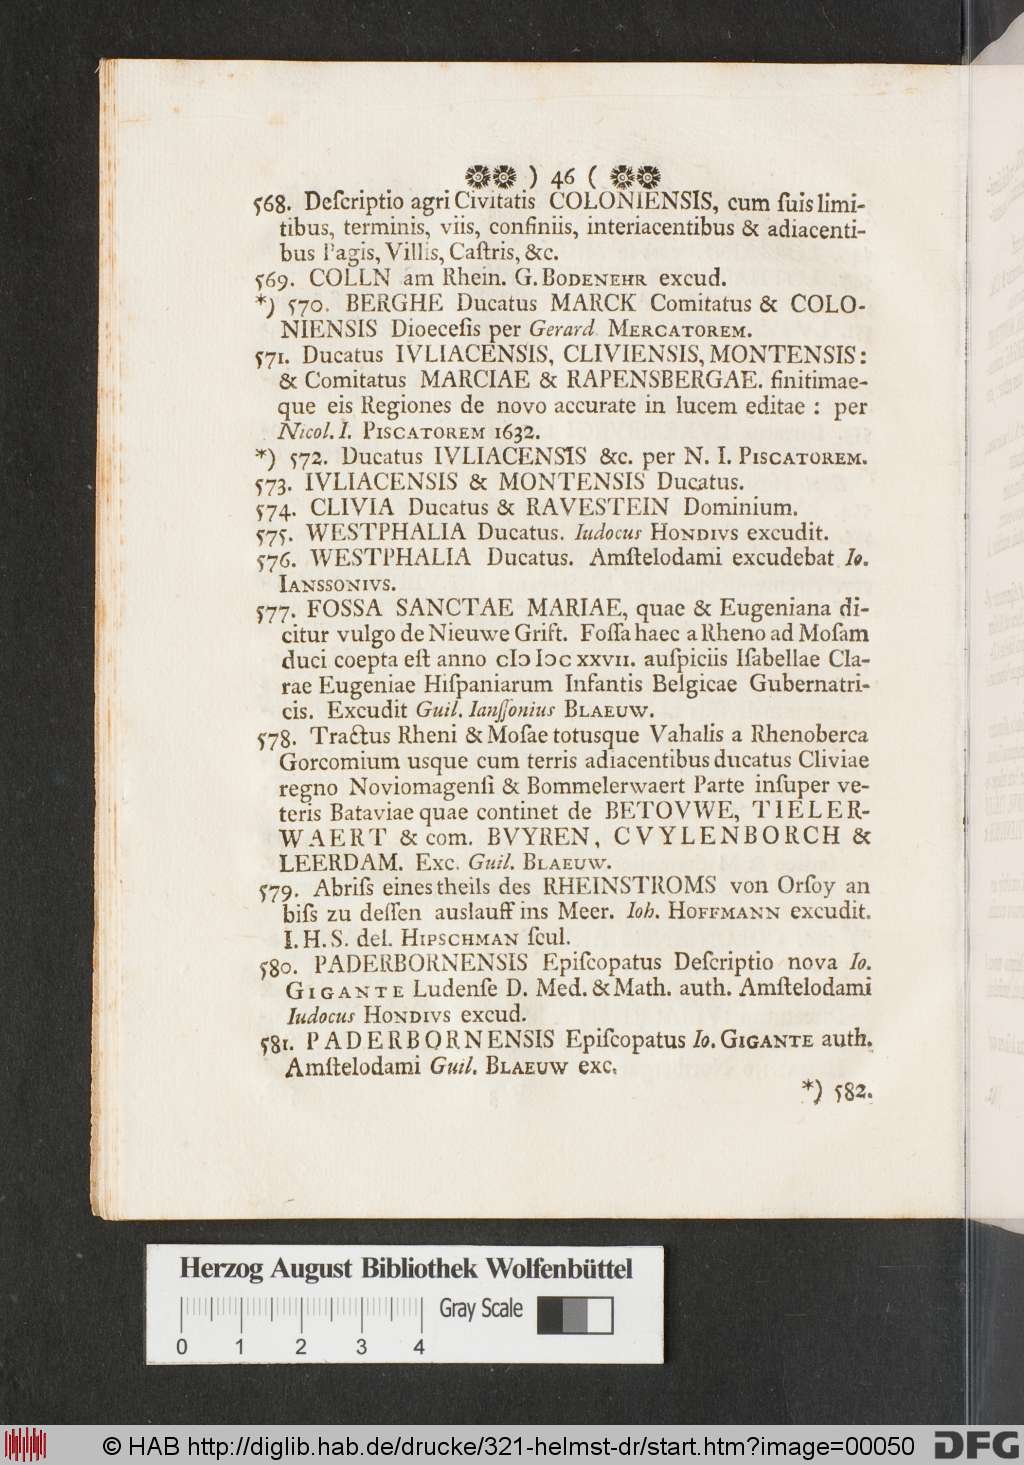 ) 46 (
568. Deſcriptio agri Civitatis COLONIENSIS, cum ſuis limi-
tibus, terminis, viis, confiniis, interiacentibus & adiacenti-
bus Pagis, Villis, Caſtris, &c.
569. COLLN am Rhein. G. BODENEHR excud.
*) 570. BERGHE Ducatus MARCK Comitatus & COLO-
NIENSIS Dioeceſis per Gerard. MERCATOREM.
571. Ducatus IVLIACENSIS, CLIVIENSIS, MONTENSIS:
& Comitatus MARCIAE & RAPENSBERGAE. finitimae-
que eis Regiones de novo accurate in lucem editae : per
Nicol. I. PISCATOREM 1632.
*) 572. Ducatus IVLIACENSIS &c. per N. I. PISCATOREM.
573. IVLIACENSIS & MONTENSIS Ducatus.
574. CLIVIA Ducatus & RAVESTEIN Dominium.
575. WESTPHALIA Ducatus. Iudocus HONDIVS excudit.
576. WESTPHALIA Ducatus. Amſtelodami excudebat Io.
IANSSONIVS.
577. FOSSA SANCTAE MARIAE, quae & Eugeniana di-
citur vulgo de Nieuwe Grift. Foſſa haec a Rheno ad Moſam
duci coepta eſt anno cIↄ Iↄc xxvii. auſpiciis Iſabellae Cla-
rae Eugeniae Hiſpaniarum Infantis Belgicae Gubernatri-
cis. Excudit Guil. Ianſſonius BLAEUW.
578. Tractus Rheni & Moſae totusque Vahalis a Rhenoberca
Gorcomium usque cum terris adiacentibus ducatus Cliviae
regno Noviomagenſi & Bommelerwaert Parte inſuper ve-
teris Bataviae quae continet de BETOVWE, TIELER-
WAERT & com. BVYREN, CVYLENBORCH &
LEERDAM. Exc. Guil. BLAEUW.
579. Abriſs eines theils des RHEINSTROMS von Orſoy an
biſs zu deſſen auslauff ins Meer. Ioh. HOFFMANN excudit.
I. H. S. del. HIPSCHMAN ſcul.
580. PADERBORNENSIS Epiſcopatus Deſcriptio nova Io.
GIGANTE Ludenſe D. Med. & Math. auth. Amſtelodami
Iudocus HONDIVS excud.
581. PADERBORNENSIS Epiſcopatus Io. GIGANTE auth.
Amſtelodami Guil. BLAEUW exc.
*) 582.
Herzog August Bibliothek Wolfenbüttel
Gray Scale
0 1 2 3 4
© HAB http://diglib.hab.de/drucke/321-helmst-dr/start.htm?image=00050
DFG